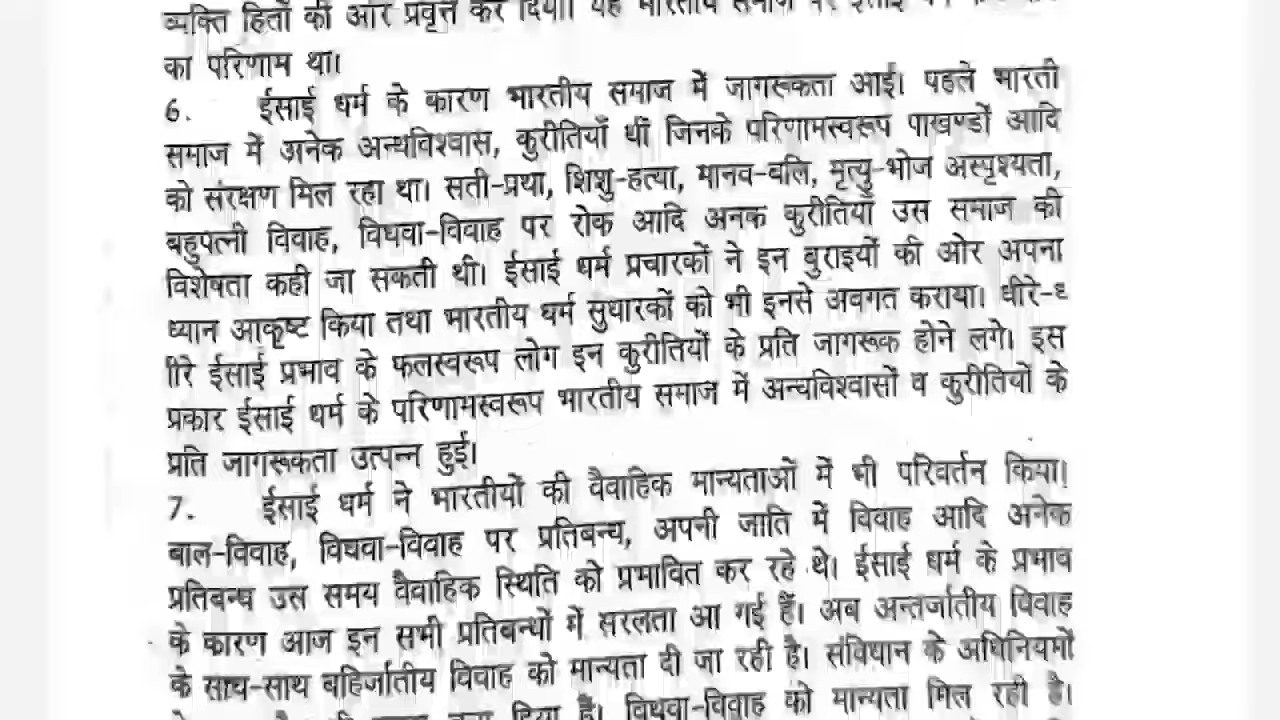 व्यक्ति हितों की ओर प्रवृत्त कर दिया। यह भारतीय समाज पर
का परिणाम था।
6. ईसाई धर्म के कारण भारतीय समाज में जागरूकता आई। पहले भारती
समाज में अनेक अन्धविश्वास, कुरीतियाँ थीं जिनके परिणामस्वरूप पाखण्डों आदि
को संरक्षण मिल रहा था। सती-प्रथा, शिशु-हत्या, मानव-बलि, मृत्यु-भोज अस्पृश्यता,
बहुपत्नी विवाह, विधवा-विवाह पर रोक आदि अनक कुरीतियाँ उस समाज की
विशेषता कही जा सकती थी। ईसाई धर्म प्रचारकों ने इन बुराइयों की ओर अपना
ध्यान आकृष्ट किया तथा भारतीय धर्म सुधारकों को भी इनसे अवगत कराया। धीरे-ध
ीरे ईसाई प्रभाव के फलस्वरूप लोग इन कुरीतियों के प्रति जागरूक होने लगे। इस
प्रकार ईसाई धर्म के परिणामस्वरूप भारतीय समाज में अन्धविश्वासों व कुरीतियों के
प्रति जागरूकता उत्पन्न हुई।
7. ईसाई धर्म ने भारतीयों की वैवाहिक मान्यताओं में भी परिवर्तन किया।
बाल-विवाह, विधवा-विवाह पर प्रतिबन्ध, अपनी जाति में विवाह आदि अनेक
प्रतिबन्ध उस समय वैवाहिक स्थिति को प्रभावित कर रहे थे। ईसाई धर्म के प्रभाव
के कारण आज इन सभी प्रतिबन्धों में सरलता आ गई हैं। अब अन्तर्जातीय विवाह
के साथ-साथ बहिर्जातीय विवाह को मान्यता दी जा रही है। संविधान के अधिनियमों
दिया है। विधवा-विवाह को मान्यता मिल रही है।